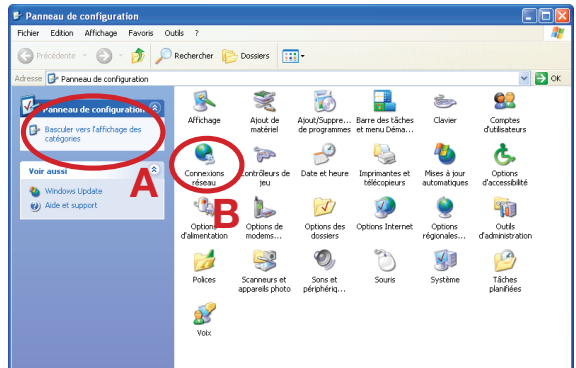 Panneau de configuration
Fichier Edition Affichage Favoris Outils ?
Précédente Rechercher Dossiers
Adresse Panneau de configuration OK
Panneau de configuration
Basculer vers l'affichage des
catégories
A
Voir aussi
Windows Update
Aide et support
Affichage
Ajout de
matériel
Ajout/Suppre...
de programmes
Barre des tâches
et menu Déma...
Clavier
Comptes
d'utilisateurs
Connexions
réseau
B
Contrôleurs de
jeu
Date et heure
Imprimantes et
télécopieurs
Mises à jour
automatiques
Options
d'accessibilité
Options
d'alimentation
Options de
modems...
Options des
dossiers
Options Internet
Options
régionales...
Outils
d'administration
Polices
Scanneurs et
appareils photo
Sons et
périphériq...
Souris
Système
Tâches
planifiées
Voix